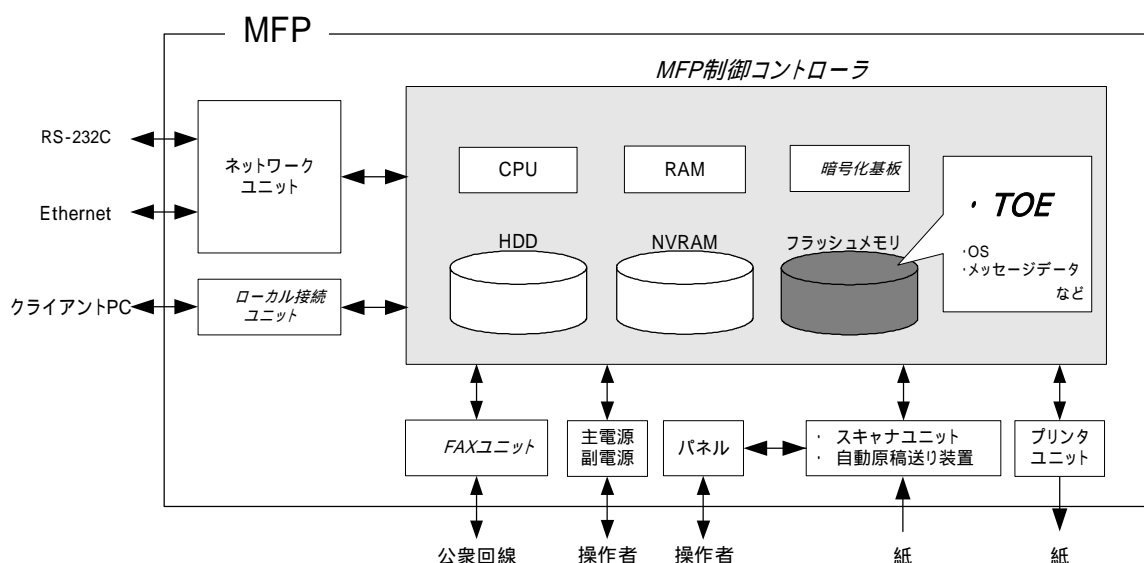 MFP
MFP制御コントローラ
RS-232C
Ethernet
クライアントPC
ネットワーク
ユニット
ローカル接続
ユニット
CPU
RAM
暗号化基板
HDD
NVRAM
フラッシュメモリ
・ TOE
・OS
・メッセージデータ
など
FAXユニット
主電源
副電源
パネル
・ スキャナユニット
・ 自動原稿送り装置
プリンタ
ユニット
公衆回線
操作者
操作者
紙
紙